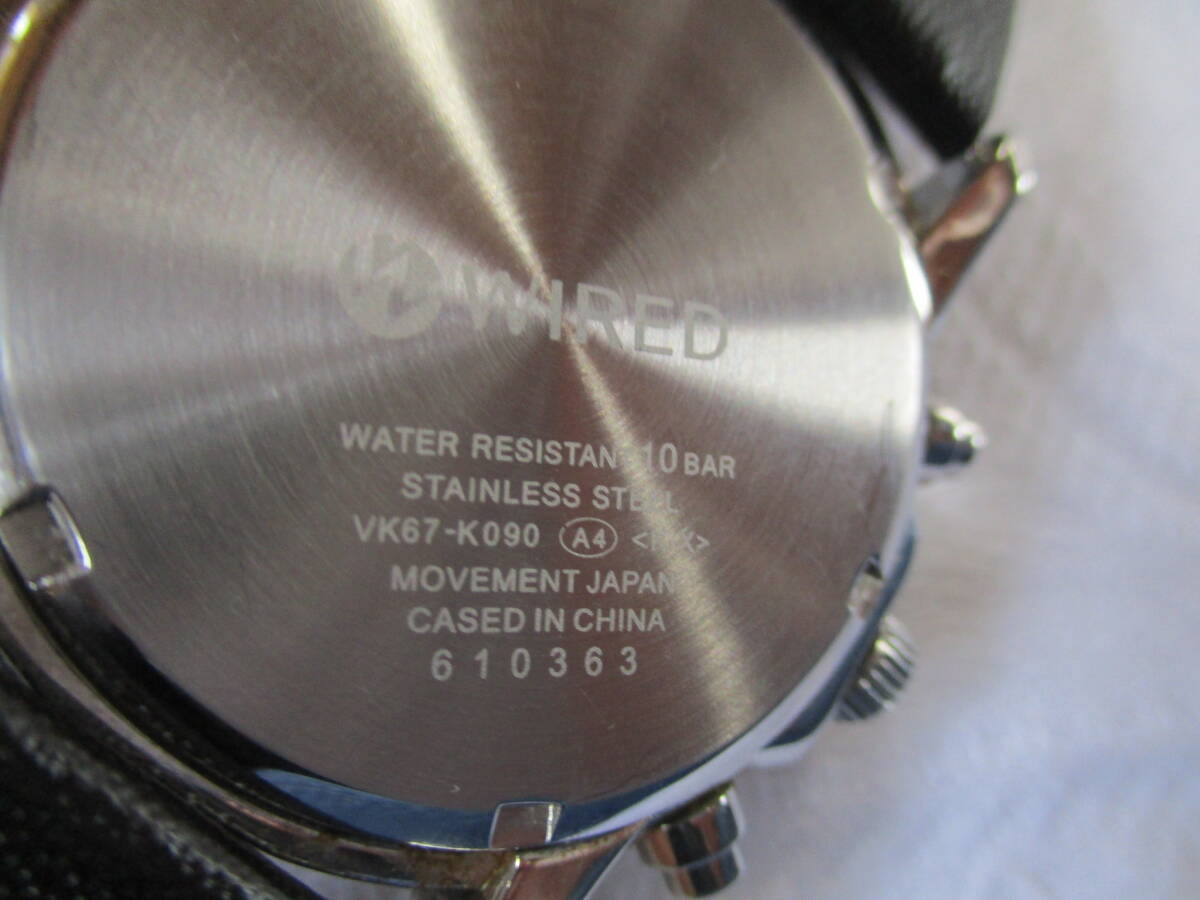 WIRED
WATER RESISTANT 10 BAR
STAINLESS STEEL
VK67-K090 A4
MOVEMENT JAPAN
CASED IN CHINA
610363